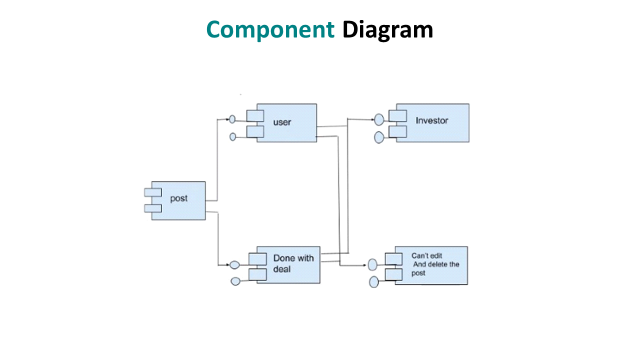 Component Diagram
user
Investor
post
Done with
deal
Can't edit
And delete the
post